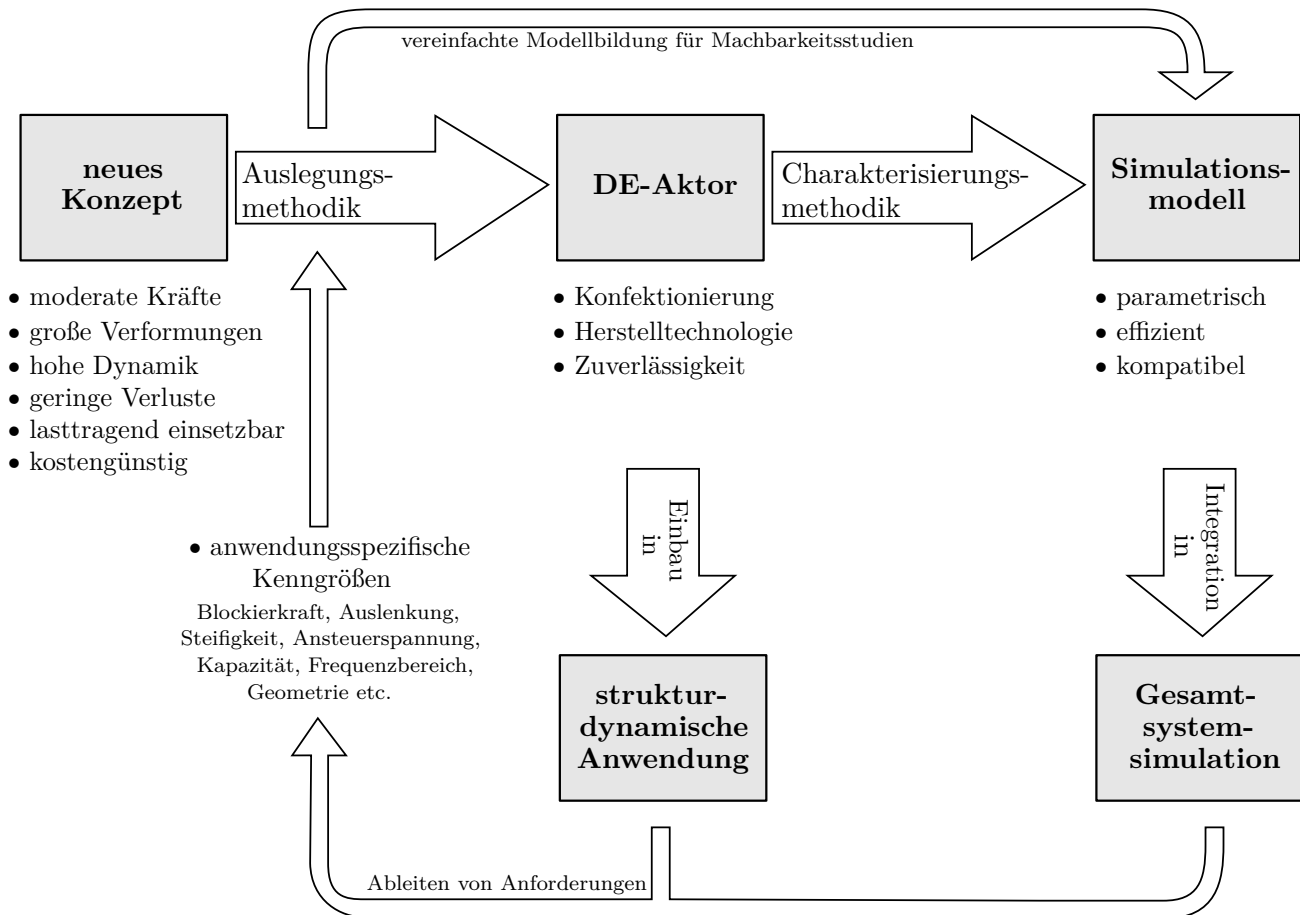 vereinfachte Modellbildung für Machbarkeitsstudien
neues
Konzept
Auslegungs-
methodik
DE-Aktor
Charakterisierungs-
methodik
Simulations-
modell
• moderate Kräfte
• große Verformungen
• hohe Dynamik
• geringe Verluste
• lasttragend einsetzbar
• kostengünstig
• Konfektionierung
• Herstelltechnologie
• Zuverlässigkeit
• parametrisch
• effizient
• kompatibel
Einbau
in
Integration
in
• anwendungsspezifische
Kenngrößen
Blockierkraft, Auslenkung,
Steifigkeit, Ansteuerspannung,
Kapazität, Frequenzbereich,
Geometrie etc.
struktur-
dynamische
Anwendung
Gesamt-
system-
simulation
Ableiten von Anforderungen